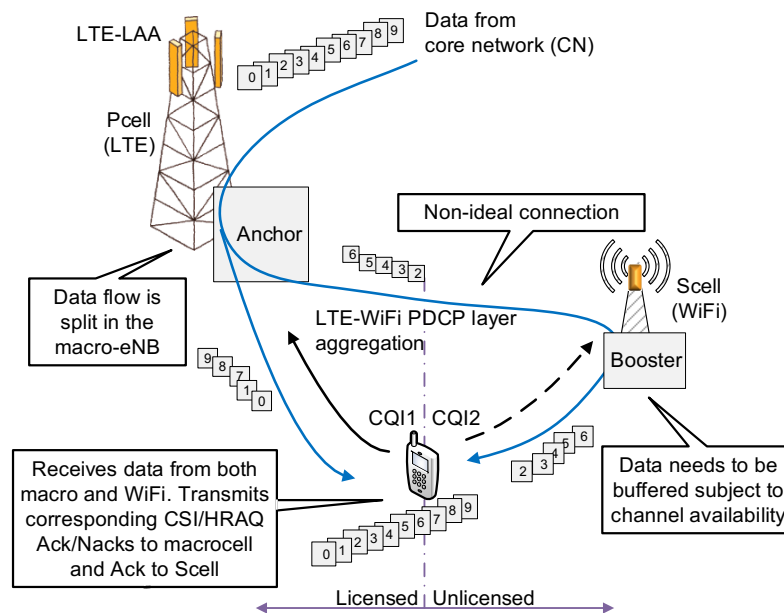 LTE-LAA
0 1 2 3 4 5 6 7 8 9
Data from
core network (CN)
Pcell
(LTE)
Anchor
Non-ideal connection
6 5 4 3 2
Scell
(WiFi)
Data flow is
split in the
macro-eNB
LTE-WiFi PDCP layer
aggregation
Booster
9 8 7 1 0
CQI1
CQI2
2 3 4 5 6
Receives data from both
macro and WiFi. Transmits
corresponding CSI/HRAQ
Ack/Nacks to macrocell
and Ack to Scell
Data needs to be
buffered subject to
channel availability
0 1 2 3 4 5 6 7 8 9
Licensed
Unlicensed